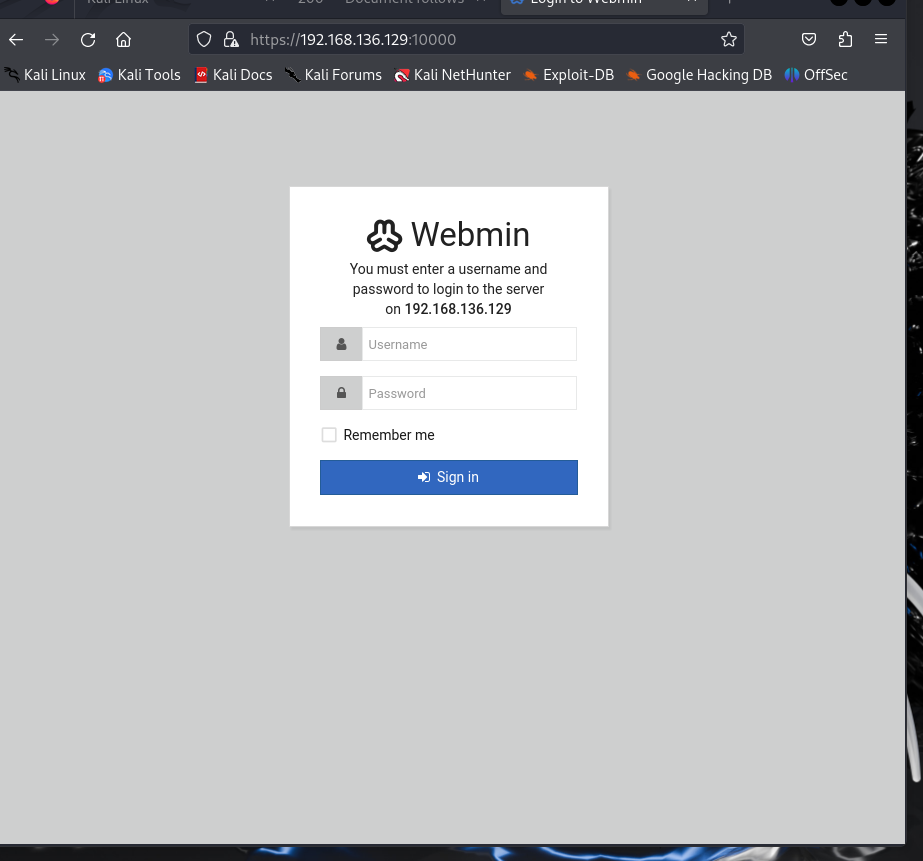 Kali Linux
200 — Document follows
Login to Webmin
https://192.168.136.129:10000
Kali Linux Kali Tools Kali Docs Kali Forums Kali NetHunter Exploit-DB Google Hacking DB OffSec
Webmin
You must enter a username and
password to login to the server
on 192.168.136.129
Username
Password
Remember me
Sign in